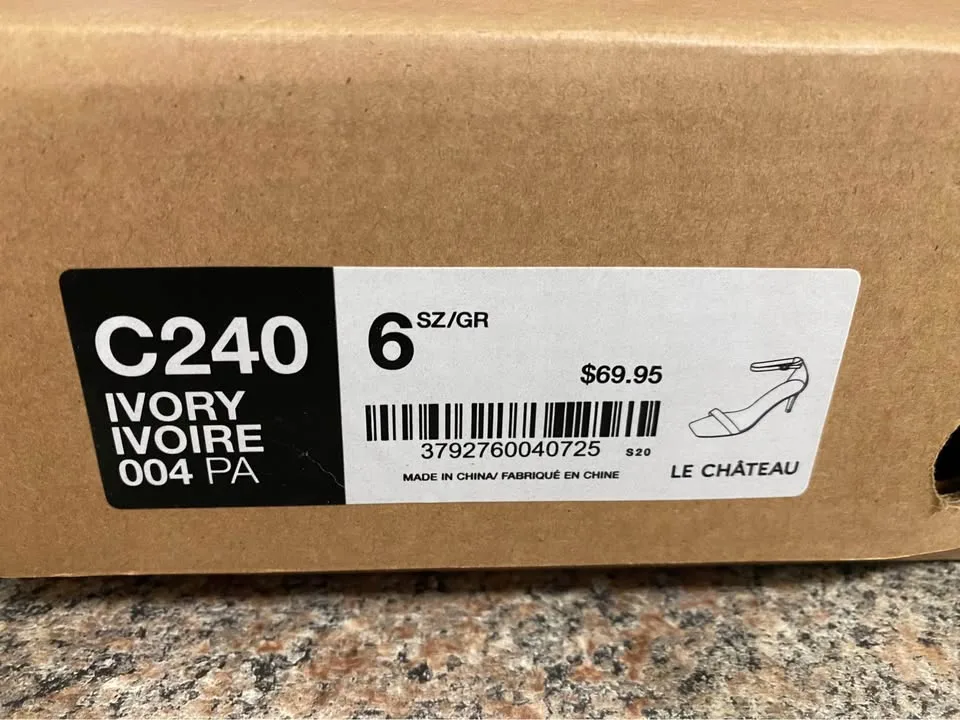 C240
IVORY
IVOIRE
004 PA
6 SZ/GR
$69.95
3792760040725 S20
MADE IN CHINA/ FABRIQUÉ EN CHINE
LE CHÂTEAU